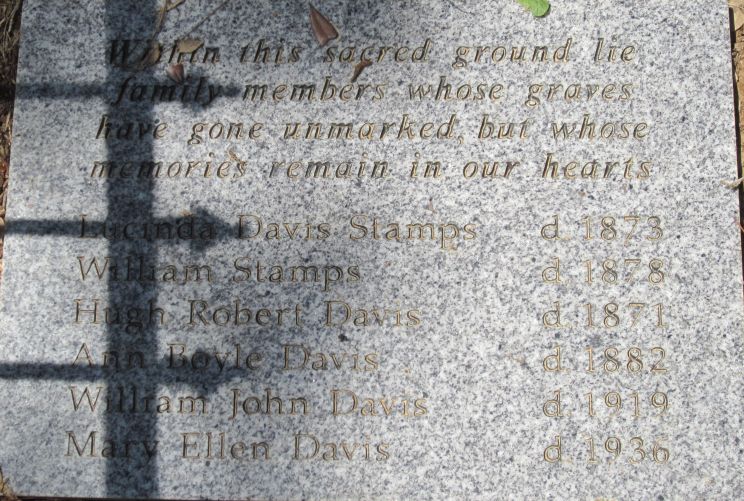 Within this sacred ground lie
family members whose graves
have gone unmarked, but whose
memories remain in our hearts
Lucinda Davis Stamps d. 1873
William Stamps d. 1878
Hugh Robert Davis d. 1871
Ann Boyle Davis d. 1882
William John Davis d. 1919
Mary Ellen Davis d. 1936